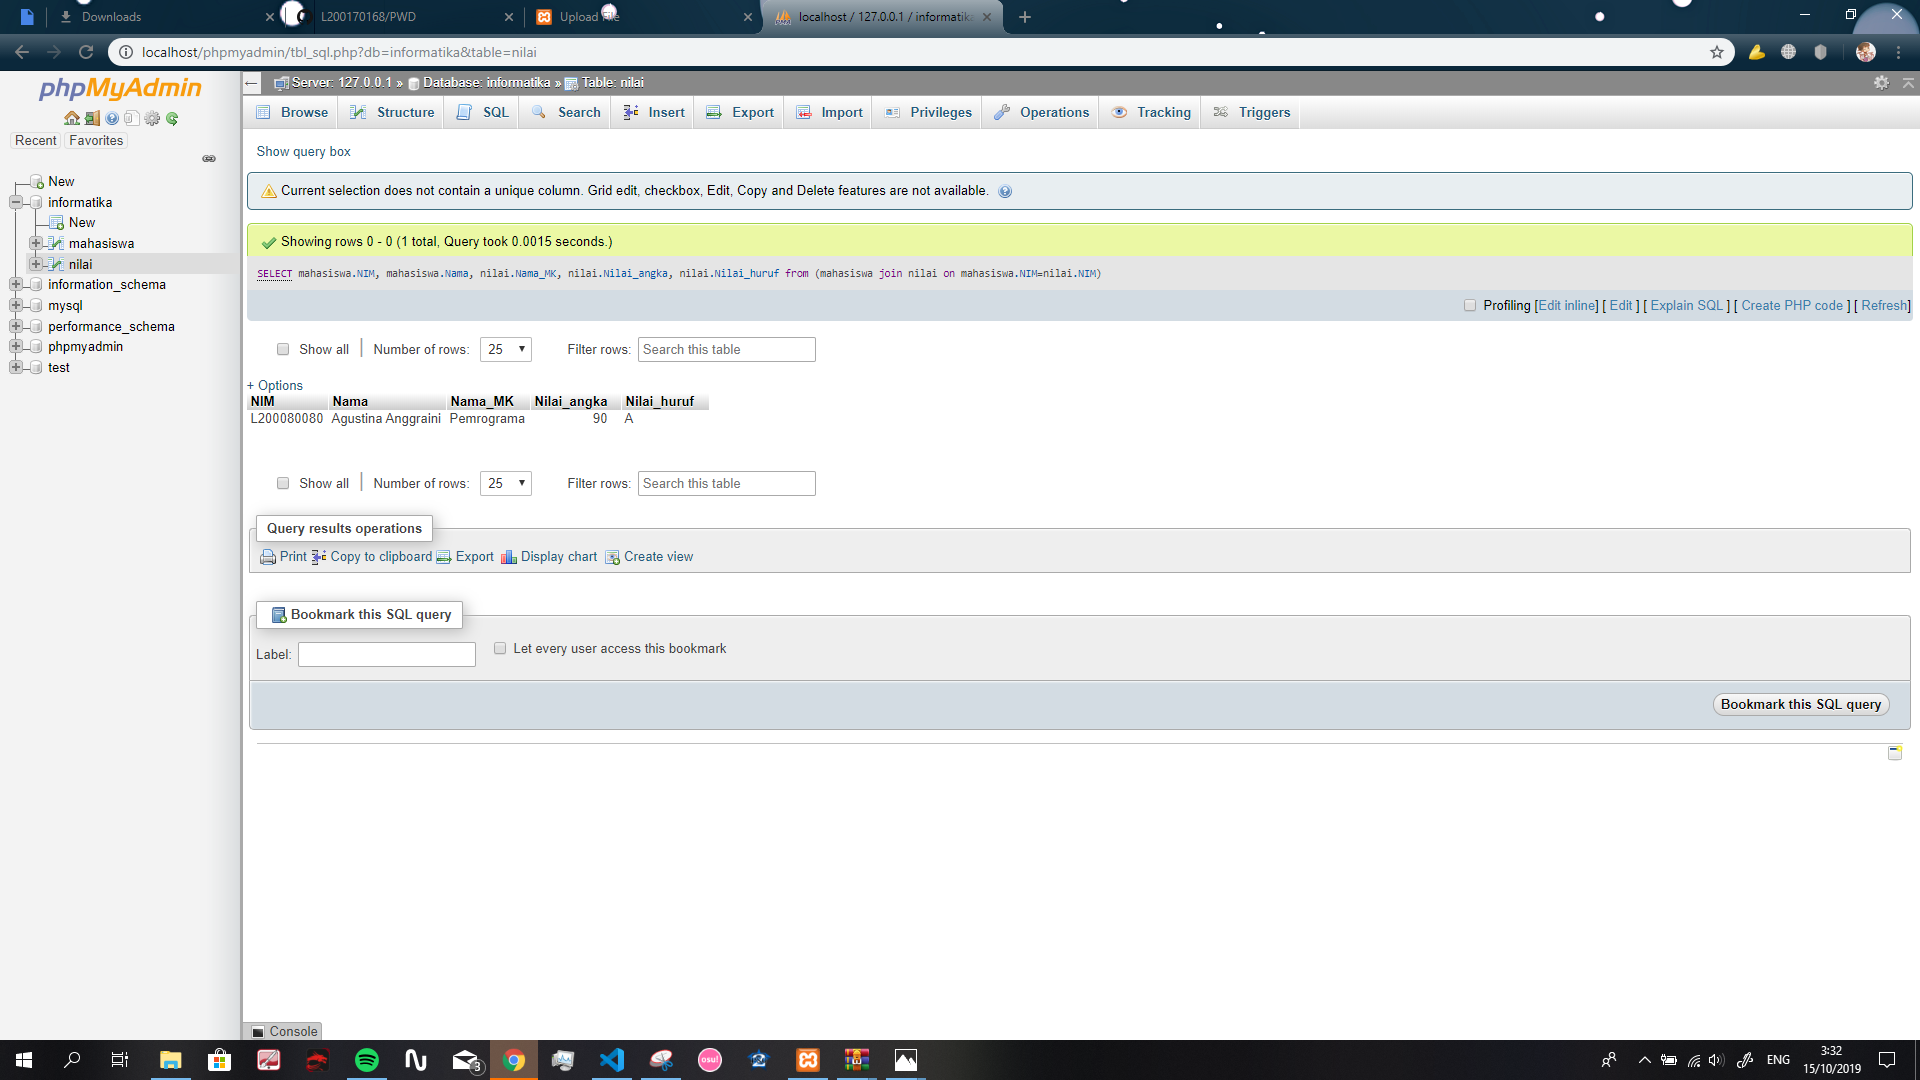 Downloads
L200170168/PWD
Upload File
localhost / 127.0.0.1 / informatika
localhost/phpmyadmin/tbl_sql.php?db=informatika&table=nilai
phpMyAdmin
Recent Favorites
New
informatika
New
mahasiswa
nilai
information_schema
mysql
performance_schema
phpmyadmin
test
Server: 127.0.0.1 » Database: informatika » Table: nilai
Browse Structure SQL Search Insert Export Import Privileges Operations Tracking Triggers
Show query box
Current selection does not contain a unique column. Grid edit, checkbox, Edit, Copy and Delete features are not available.
Showing rows 0 - 0 (1 total, Query took 0.0015 seconds.)
SELECT mahasiswa.NIM, mahasiswa.Nama, nilai.Nama_MK, nilai.Nilai_angka, nilai.Nilai_huruf from (mahasiswa join nilai on mahasiswa.NIM=nilai.NIM)
Profiling [Edit inline] [ Edit ] [ Explain SQL ] [ Create PHP code ] [ Refresh]
Show all Number of rows: 25 Filter rows: Search this table
+ Options
NIM Nama Nama_MK Nilai_angka Nilai_huruf
L200080080 Agustina Anggraini Pemrograma 90 A
Show all Number of rows: 25 Filter rows: Search this table
Query results operations
Print Copy to clipboard Export Display chart Create view
Bookmark this SQL query
Label: Let every user access this bookmark
Bookmark this SQL query
Console
osu!
3
ENG
3:32
15/10/2019